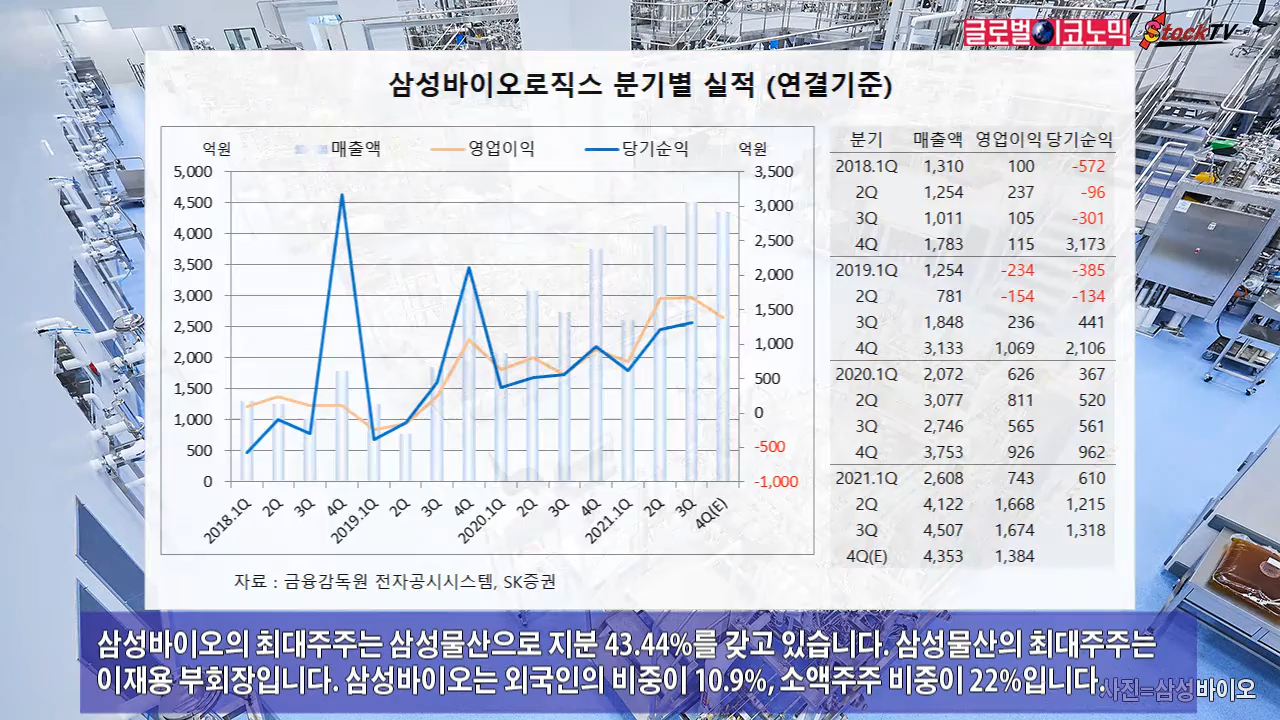 글로벌이코노믹 StockTV
삼성바이오로직스 분기별 실적 (연결기준)
억원 매출액 영업이익 당기순익 억원
5,000 3,500
4,500 3,000
4,000 2,500
3,500 2,000
3,000 1,500
2,500 1,000
2,000 500
1,500 0
1,000 -500
500 -1,000
0
2018.1Q 2Q 3Q 4Q 2019.1Q 2Q 3Q 4Q 2020.1Q 2Q 3Q 4Q 2021.1Q 2Q 3Q 4Q(E)
분기 매출액 영업이익 당기순익
2018.1Q 1,310 100 -572
2Q 1,254 237 -96
3Q 1,011 105 -301
4Q 1,783 115 3,173
2019.1Q 1,254 -234 -385
2Q 781 -154 -134
3Q 1,848 236 441
4Q 3,133 1,069 2,106
2020.1Q 2,072 626 367
2Q 3,077 811 520
3Q 2,746 565 561
4Q 3,753 926 962
2021.1Q 2,608 743 610
2Q 4,122 1,668 1,215
3Q 4,507 1,674 1,318
4Q(E) 4,353 1,384
자료 : 금융감독원 전자공시시스템, SK증권
삼성바이오의 최대주주는 삼성물산으로 지분 43.44%를 갖고 있습니다. 삼성물산의 최대주주는
이재용 부회장입니다. 삼성바이오는 외국인의 비중이 10.9%, 소액주주 비중이 22%입니다.
사진=삼성바이오